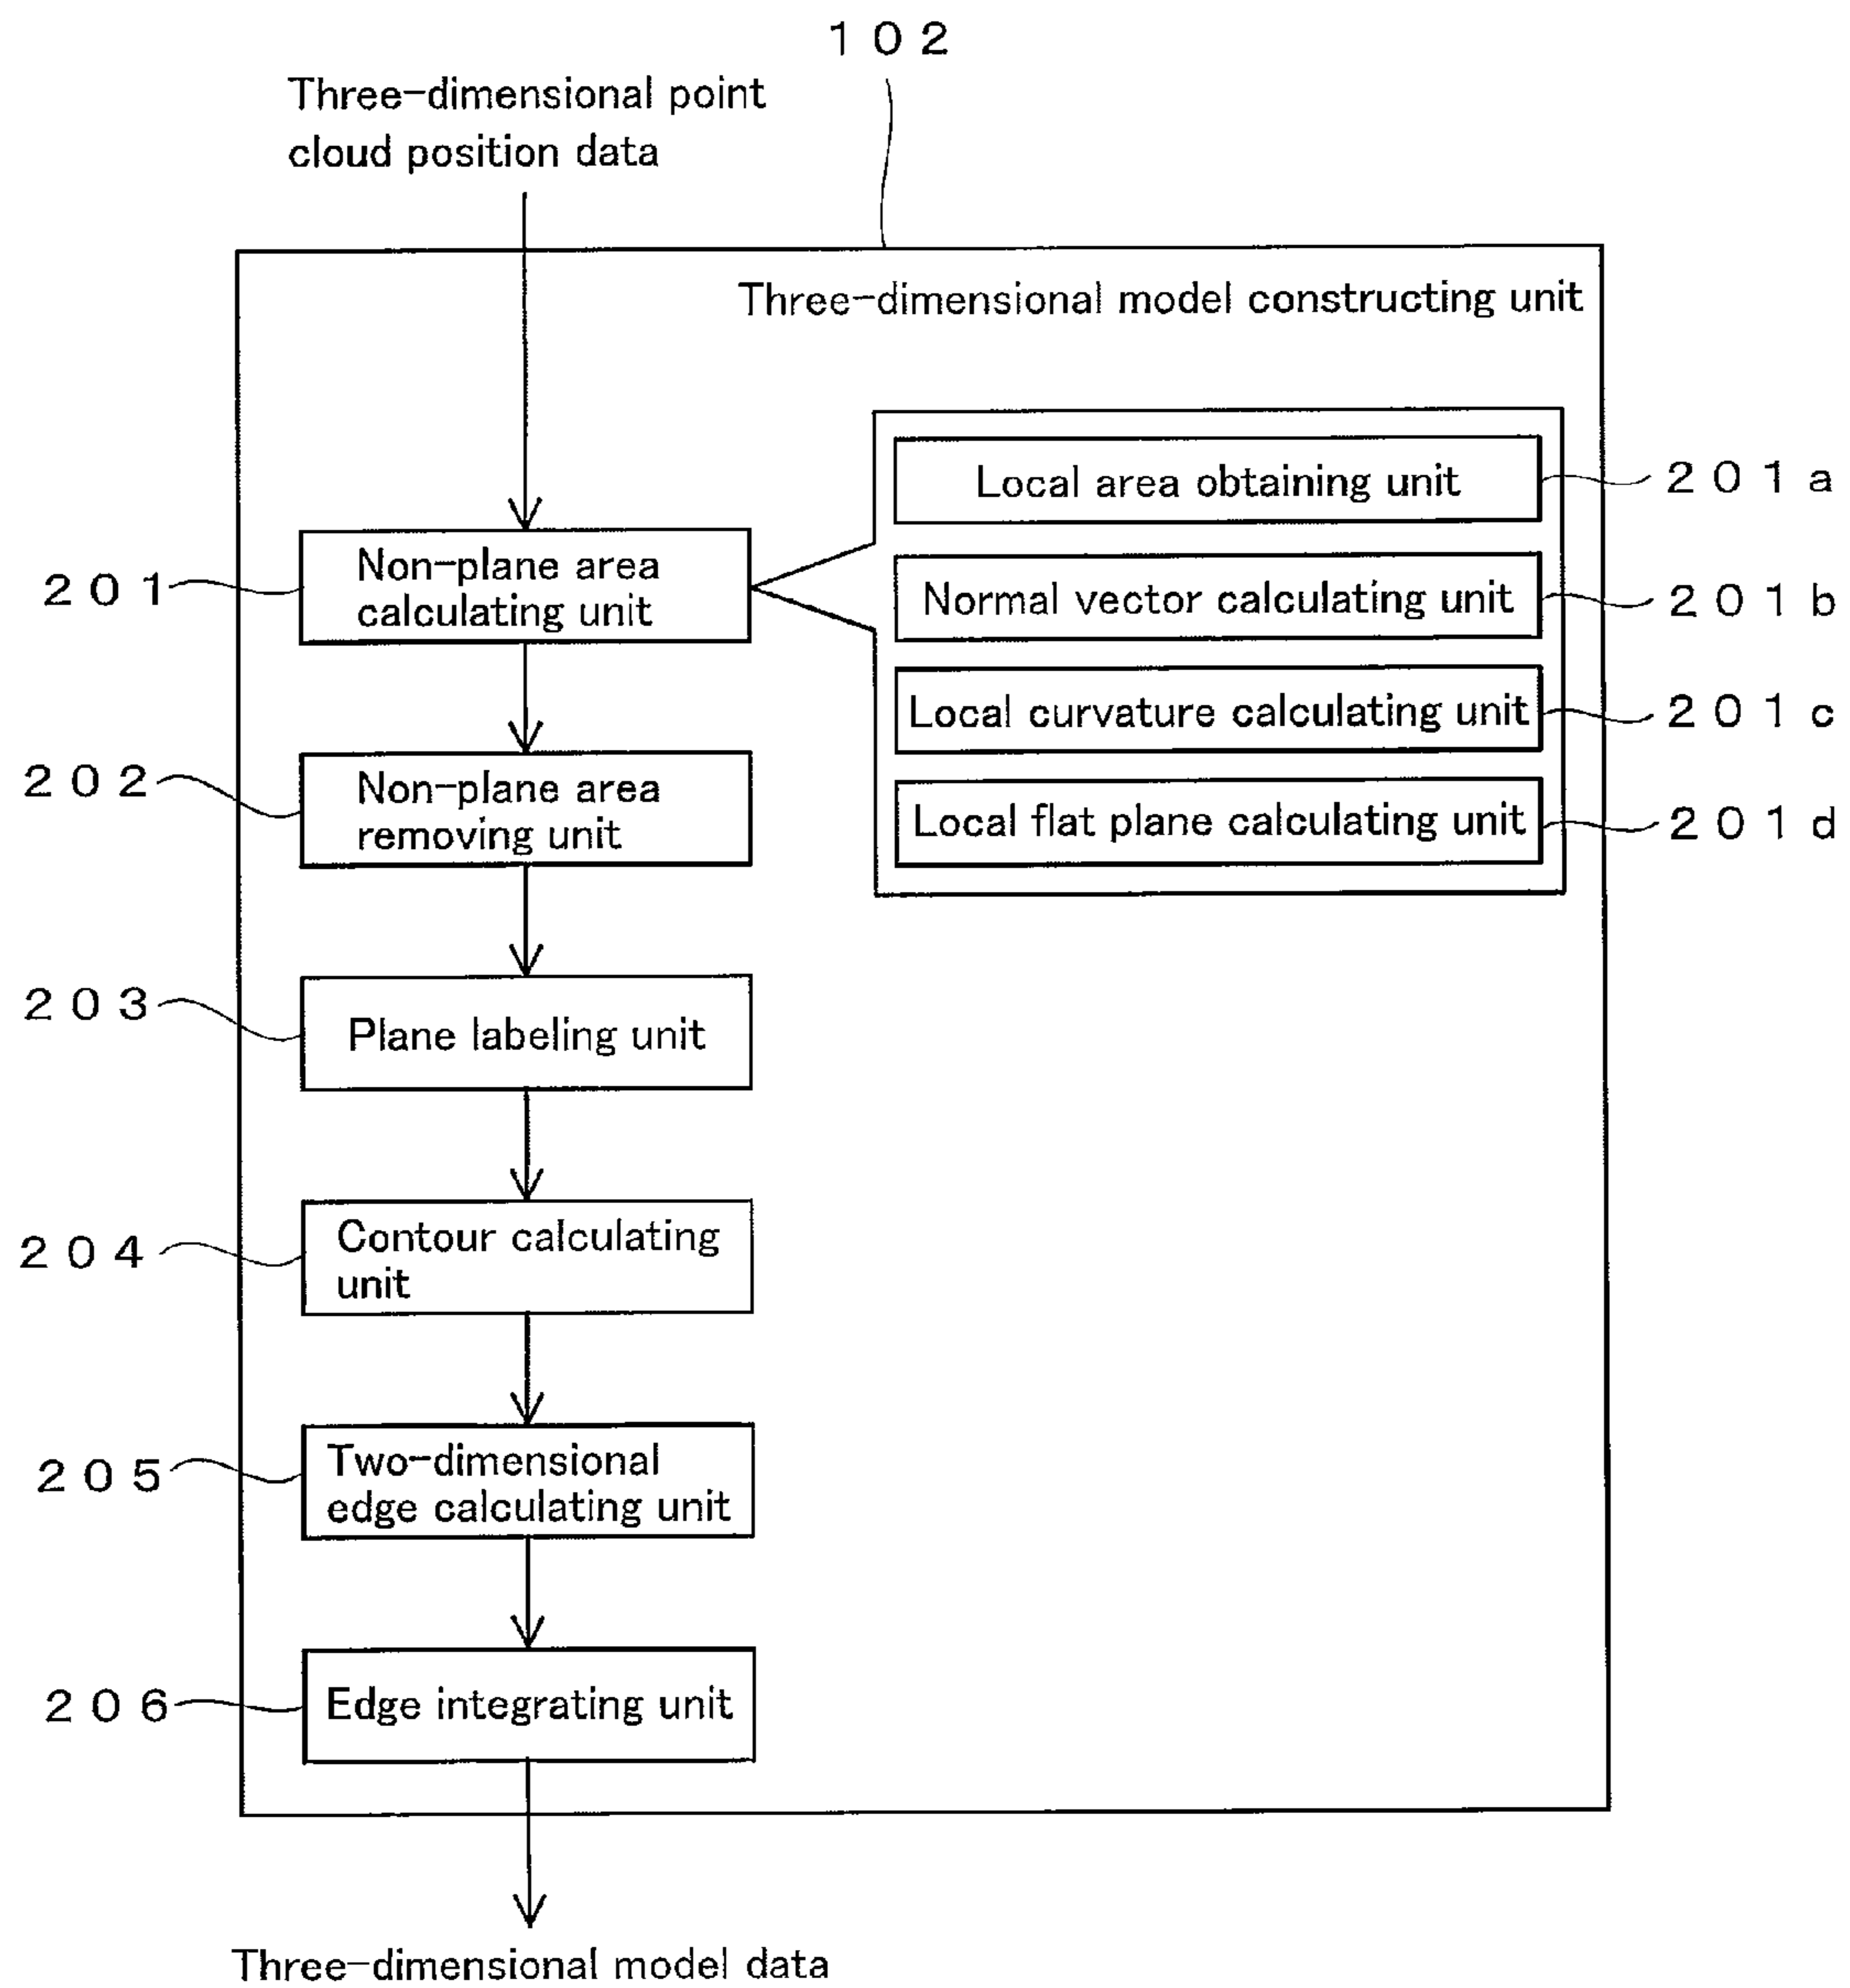 102
Three-dimensional point
cloud position data
Three-dimensional model constructing unit
Local area obtaining unit
201a
Non-plane area
calculating unit
201
Normal vector calculating unit
201b
Local curvature calculating unit
201c
Non-plane area
removing unit
202
Local flat plane calculating unit
201d
203
Plane labeling unit
204
Contour calculating
unit
205
Two-dimensional
edge calculating unit
206
Edge integrating unit
Three-dimensional model data